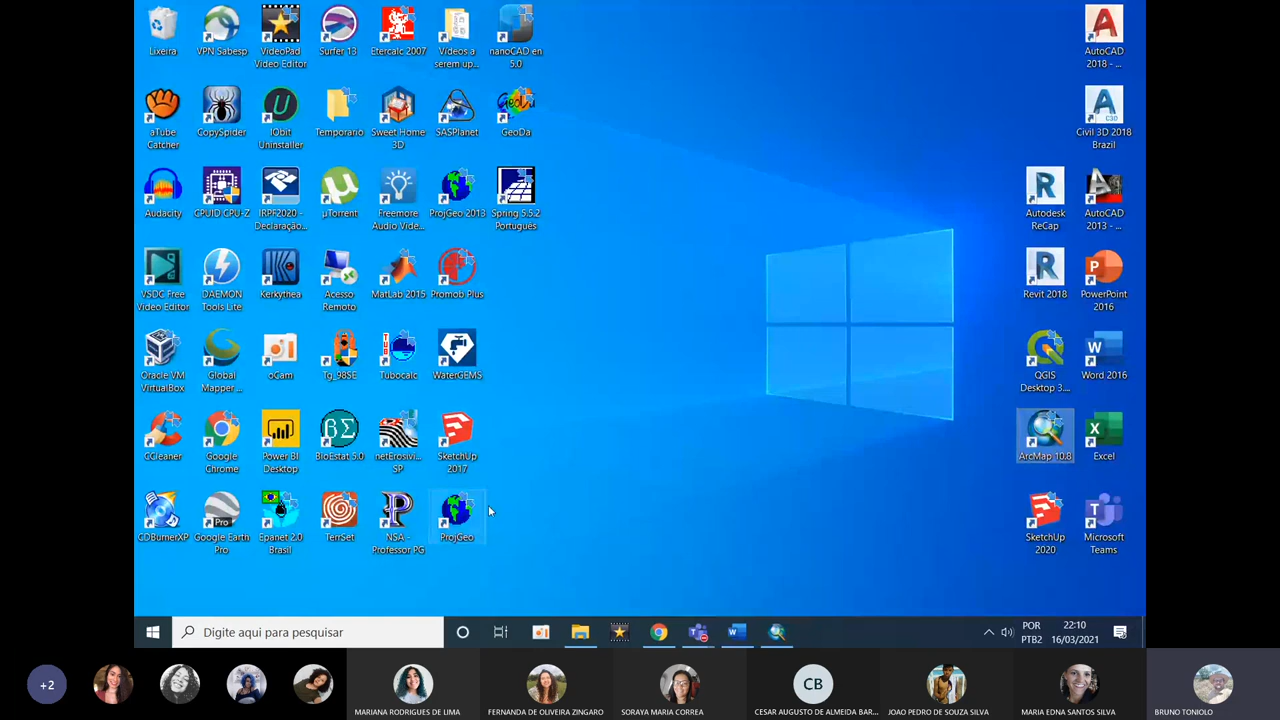 Lixeira
VPN Sabesp
VideoPad
Video Editor
Surfer 13
Etercalc 2007
Vídeos a
serem up...
nanoCAD en
5.0
AutoCAD
2018 - ...
aTube
Catcher
CopySpider
IObit
Uninstaller
Temporario
Sweet Home
3D
SASPlanet
GeoDa
Civil 3D 2018
Brazil
Audacity
CPUID CPU-Z
IRPF2020 -
Declaração...
µTorrent
Freemore
Audio Vide...
ProjGeo 2013
Spring 5.5.2
Portugues
Autodesk
ReCap
AutoCAD
2013 - ...
VSDC Free
Video Editor
DAEMON
Tools Lite
Kerkythea
Acesso
Remoto
MatLab 2015
Promob Plus
Revit 2018
PowerPoint
2016
Oracle VM
VirtualBox
Global
Mapper...
oCam
Tg_98SE
Tubocalc
WaterGEMS
QGIS
Desktop 3....
Word 2016
CCleaner
Google
Chrome
Power BI
Desktop
BioEstat 5.0
netErosivi...
SP
SketchUp
2017
ArcMap 10.8
Excel
CDBurnerXP
Google Earth
Pro
Epanet 2.0
Brasil
TerrSet
NSA -
Professor PG
ProjGeo
SketchUp
2020
Microsoft
Teams
Digite aqui para pesquisar
POR
PTB2
22:10
16/03/2021
+2
MARIANA RODRIGUES DE LIMA
FERNANDA DE OLIVEIRA ZINGARO
SORAYA MARIA CORREA
CB
CESAR AUGUSTO DE ALMEIDA BAR...
JOAO PEDRO DE SOUZA SILVA
MARIA EDNA SANTOS SILVA
BRUNO TONIOLO